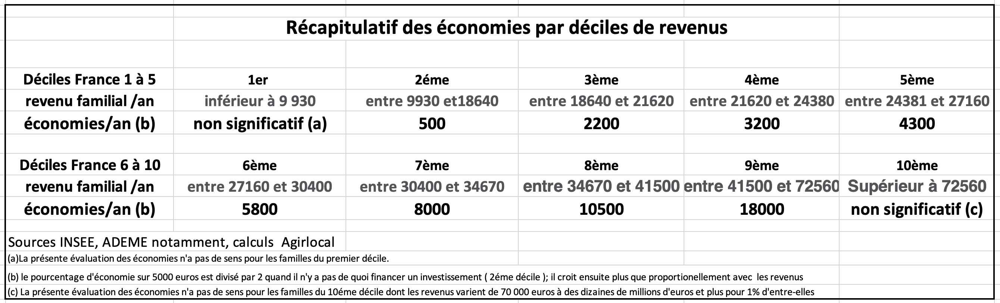 Récapitulatif des économies par déciles de revenus
Déciles France 1 à 5 1er 2éme 3ème 4ème 5ème
revenu familial /an inférieur à 9 930 entre 9930 et18640 entre 18640 et 21620 entre 21620 et 24380 entre 24381 et 27160
économies/an (b) non significatif (a) 500 2200 3200 4300
Déciles France 6 à 10 6ème 7ème 8ème 9ème 10ème
revenu familial /an entre 27160 et 30400 entre 30400 et 34670 entre 34670 et 41500 entre 41500 et 72560 Supérieur à 72560
économies/an (b) 5800 8000 10500 18000 non significatif (c)
Sources INSEE, ADEME notamment, calculs  Agirlocal
(a)La présente évaluation des économies n'a pas de sens pour les familles du premier décile.
(b) le pourcentage d'économie sur 5000 euros est divisé par 2 quand il n'y a pas de quoi financer un investissement ( 2éme décile ); il croit ensuite plus que proportionellement avec  les revenus
(c) La présente évaluation des économies n'a pas de sens pour les familles du 10éme décile dont les revenus varient de 70 000 euros à des dizaines de millions d'euros et plus pour 1% d'entre-elles